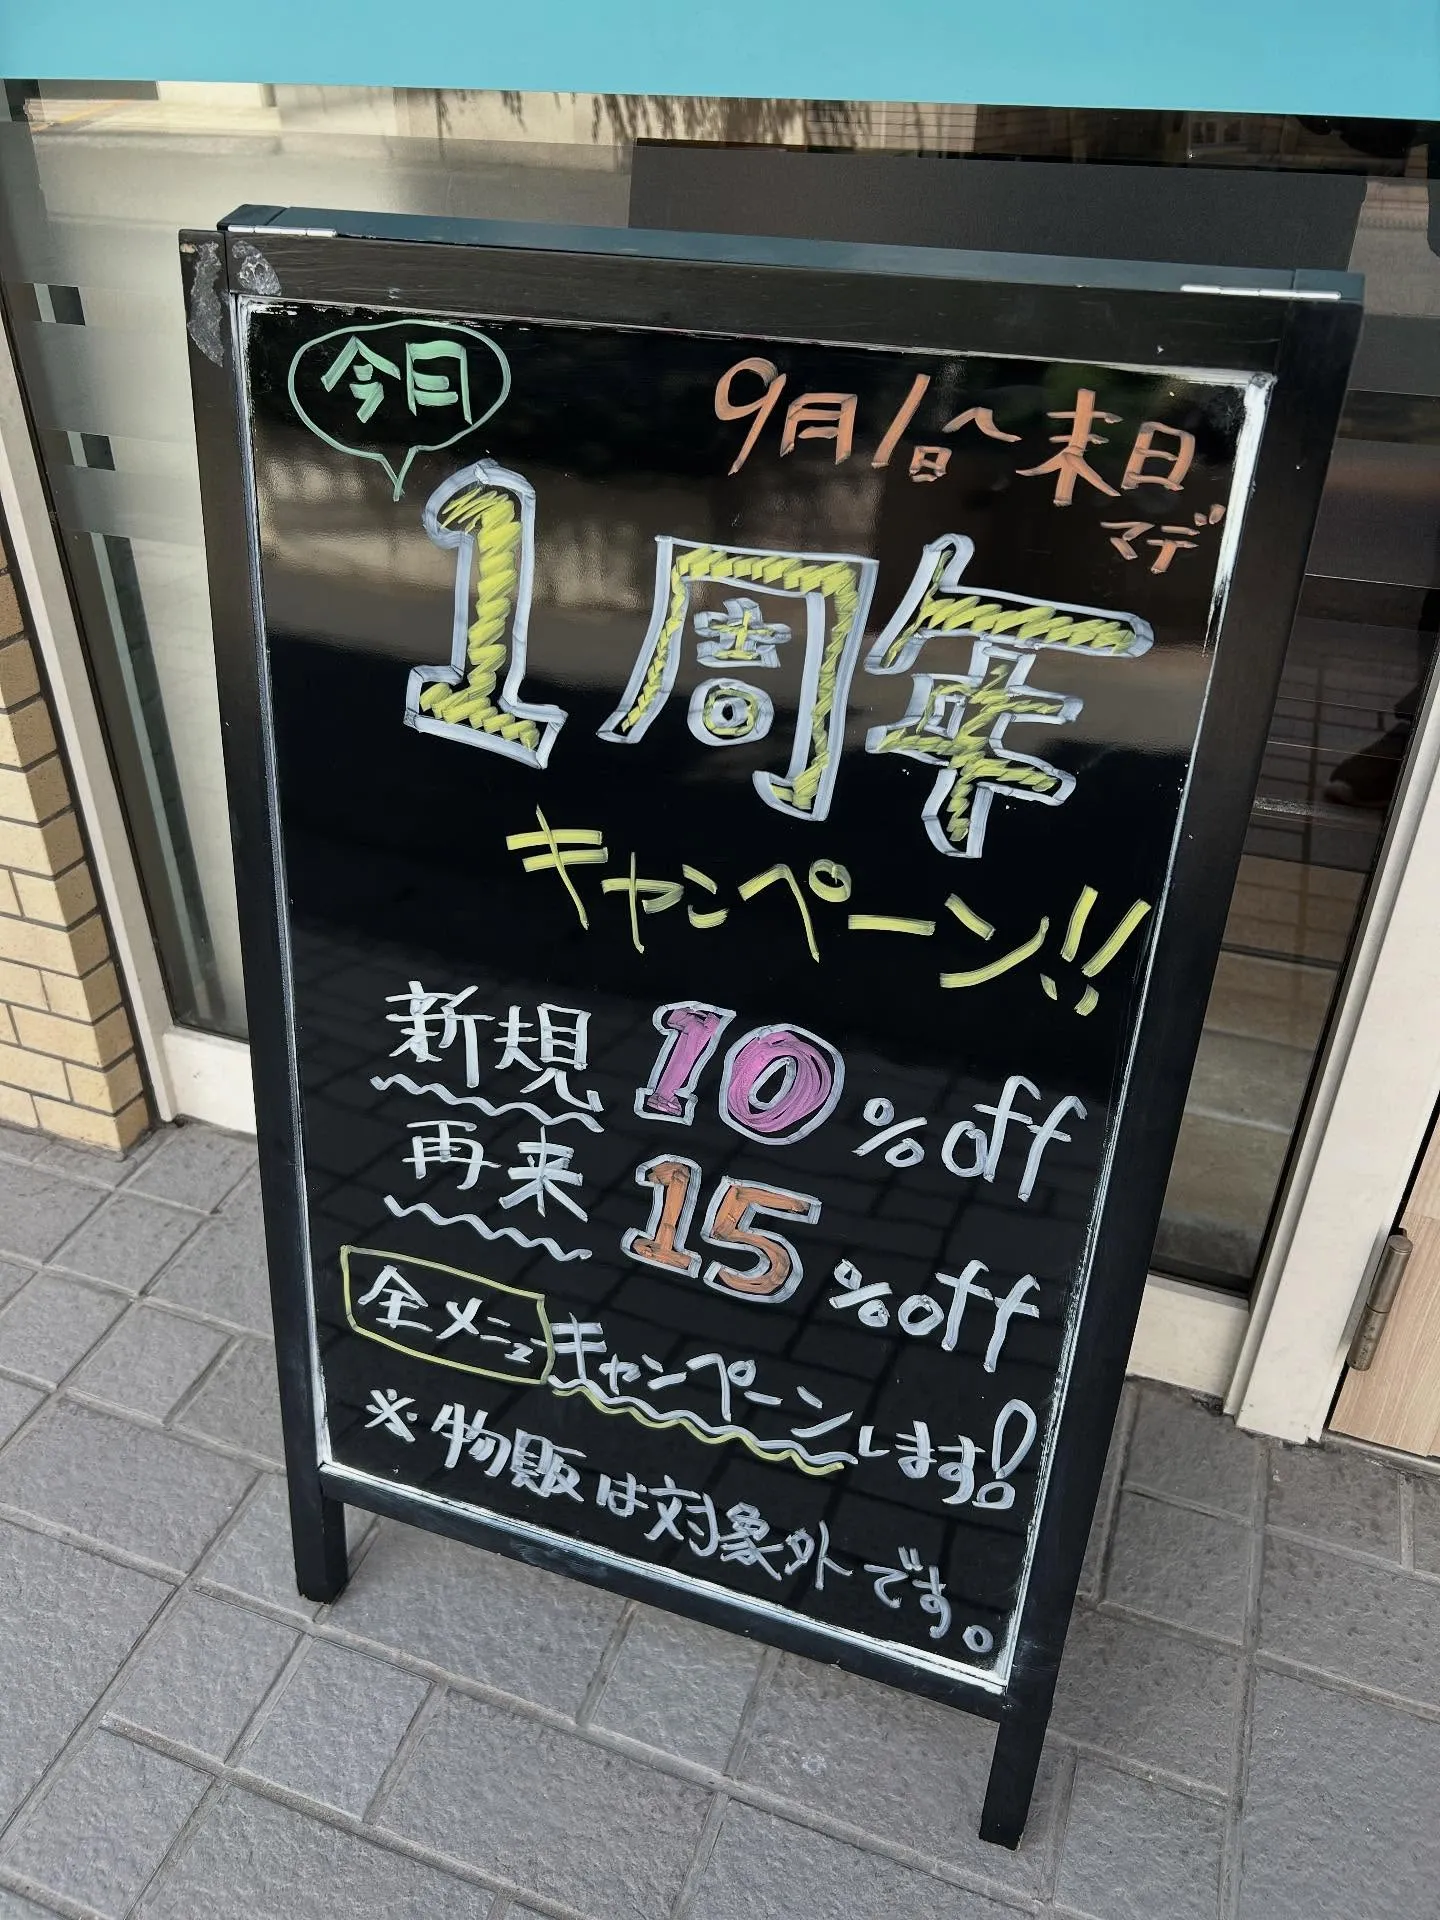 今月
9月1日〜末日
マデ
1周年
キャンペーン!!
新規 10%off
再来 15%off
全メニュー キャンペーンします!
※物販は対象外です。